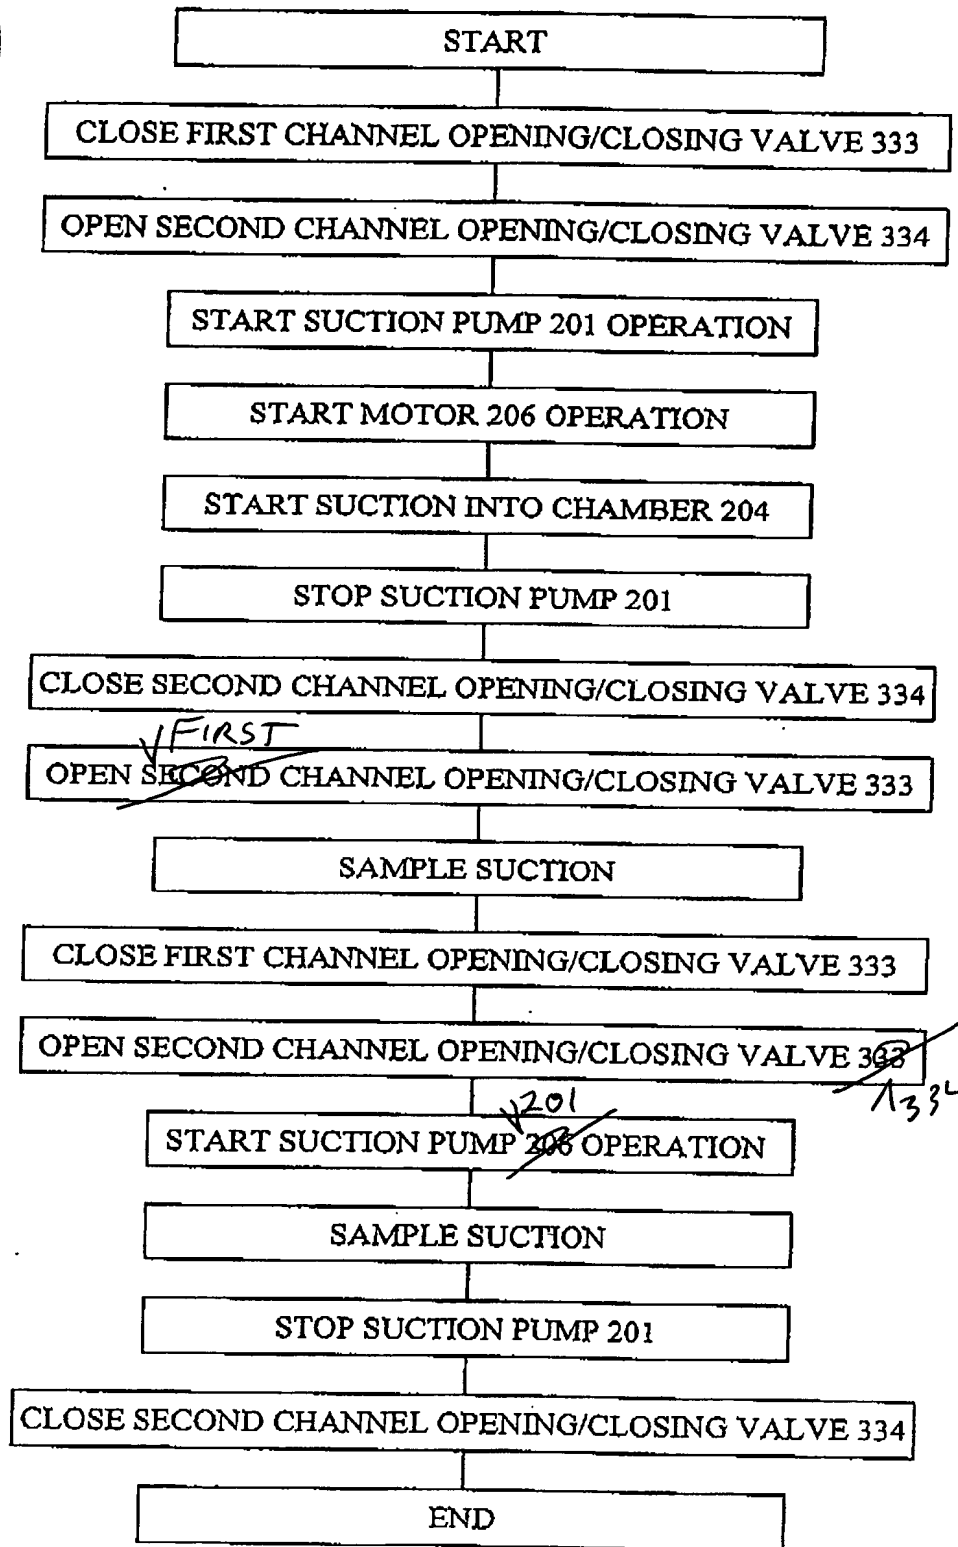 START
CLOSE FIRST CHANNEL OPENING/CLOSING VALVE 333
OPEN SECOND CHANNEL OPENING/CLOSING VALVE 334
START SUCTION PUMP 201 OPERATION
START MOTOR 206 OPERATION
START SUCTION INTO CHAMBER 204
STOP SUCTION PUMP 201
CLOSE SECOND CHANNEL OPENING/CLOSING VALVE 334
FIRST
OPEN SECOND CHANNEL OPENING/CLOSING VALVE 333
SAMPLE SUCTION
CLOSE FIRST CHANNEL OPENING/CLOSING VALVE 333
OPEN SECOND CHANNEL OPENING/CLOSING VALVE 333
334
201
START SUCTION PUMP 206 OPERATION
SAMPLE SUCTION
STOP SUCTION PUMP 201
CLOSE SECOND CHANNEL OPENING/CLOSING VALVE 334
END